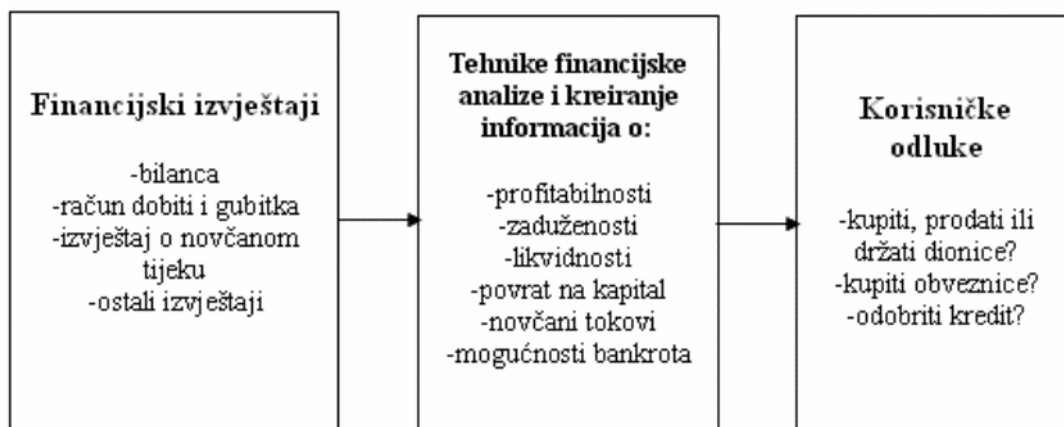 Financijski izvještaji
-bilanca
-račun dobiti i gubitka
-izvještaj o novčanom
tijeku
-ostali izvještaji
Tehnike financijske
analize i kreiranje
informacija o:
-profitabilnosti
-zaduženosti
-likvidnosti
-povrat na kapital
-novčani tokovi
-mogućnosti bankrota
Korisničke
odluke
-kupiti, prodati ili
držati dionice?
-kupiti obveznice?
-odobriti kredit?